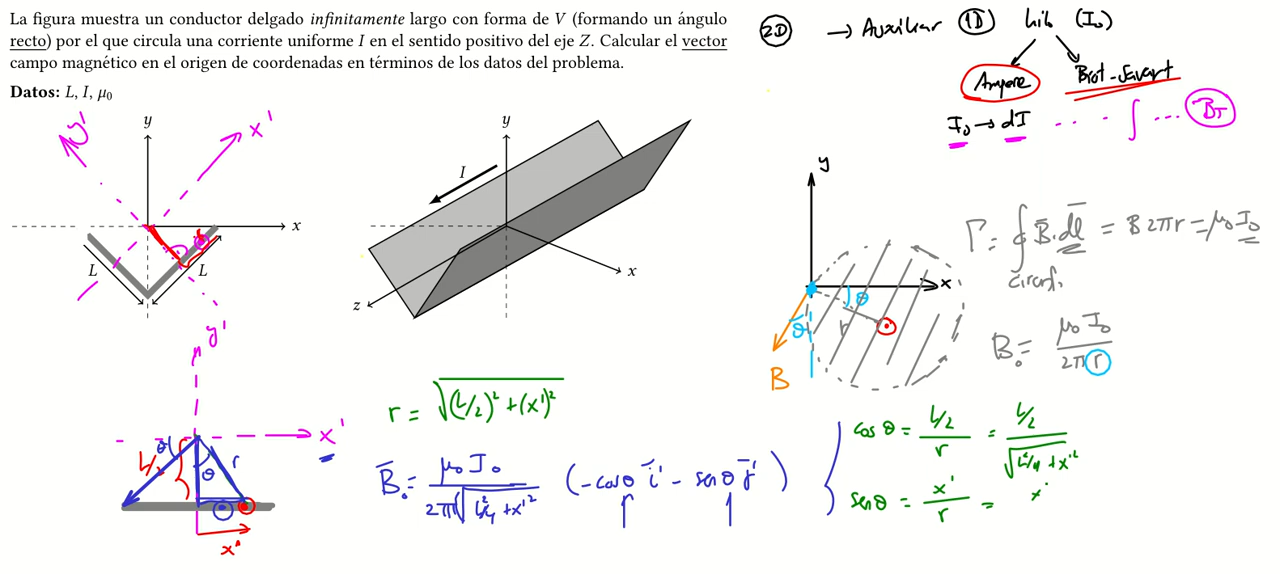 La figura muestra un conductor delgado infinitamente largo con forma de V (formando un ángulo
recto) por el que circula una corriente uniforme I en el sentido positivo del eje Z. Calcular el vector
campo magnético en el origen de coordenadas en términos de los datos del problema.
Datos: L, I, μ₀
2D → Auxiliar 1D hilo (I₀)
Ampere Biot-Savart
I₀ → dI .... ∫ ... B_T
y' x'
y
x
L L
y
I
x
z
y
x
θ
r
θ
B
Γ = ∮ B̄·dl̄ = B 2πr = μ₀ I₀
circunf.
B₀ = μ₀ I₀ / 2πr
y'
x'
θ
L/2
θ
r
x'
r = √((L/2)² + (x')²)
B̄₀ = μ₀ I₀ / 2π√(L²/4 + x'²) (-cosθ ī' - senθ j̄')
cos θ = L/2 / r = L/2 / √(L²/4 + x'²)
sen θ = x' / r = x'